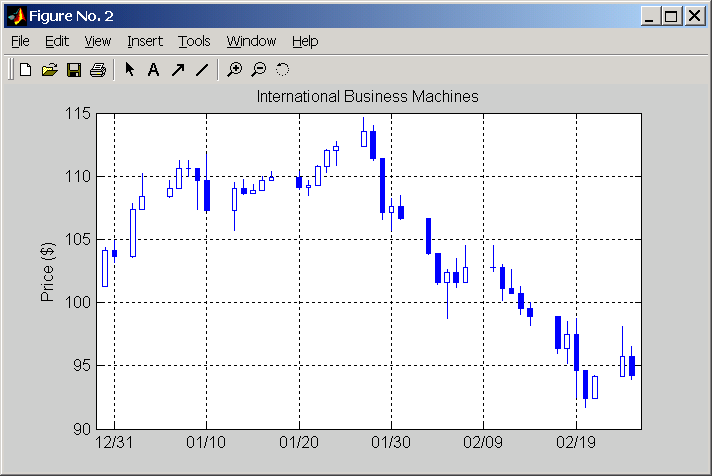 Figure No. 2
File Edit View Insert Tools Window Help
A
International Business Machines
115
110
105
100
95
90
Price ($)
12/31 01/10 01/20 01/30 02/09 02/19